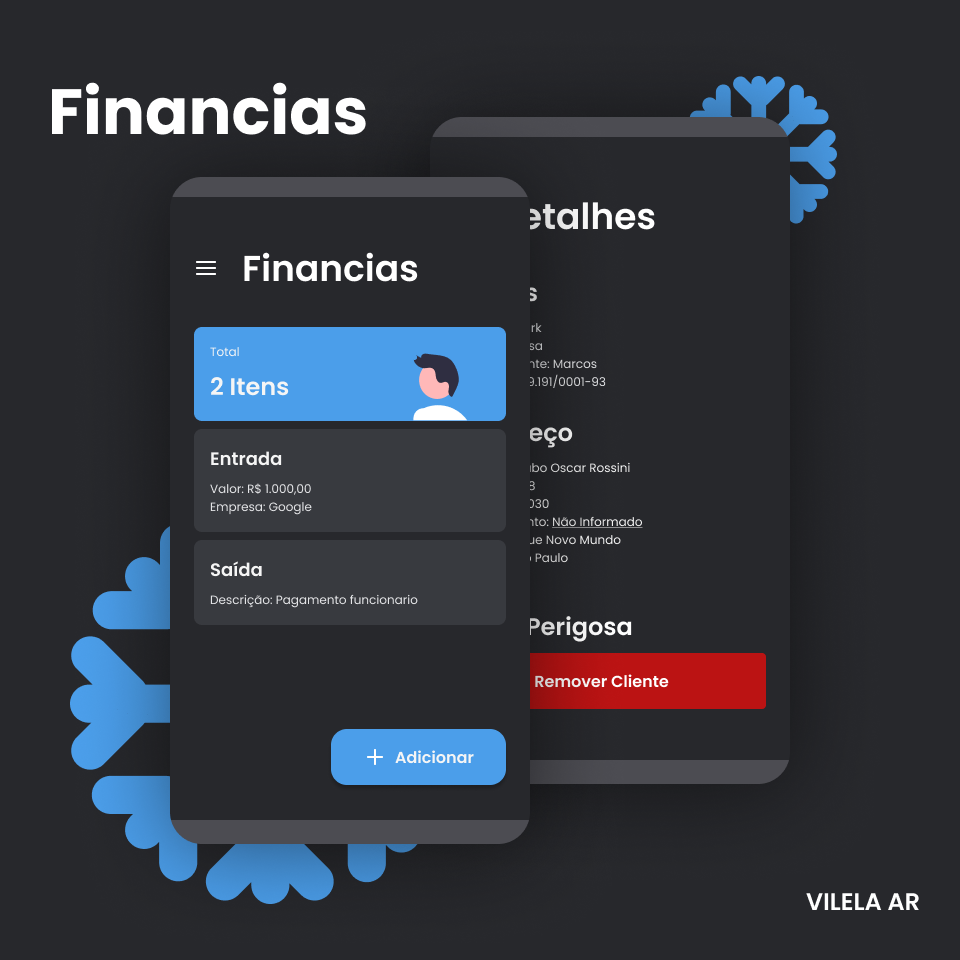 Financias
Financias
Total
2 Itens
Entrada
Valor: R$ 1.000,00
Empresa: Google
Saída
Descrição: Pagamento funcionario
Adicionar
etalhes
s
rk
sa
nte: Marcos
9.191/0001-93
eço
bo Oscar Rossini
8
030
nto: Não Informado
ue Novo Mundo
Paulo
Perigosa
Remover Cliente
VILELA AR